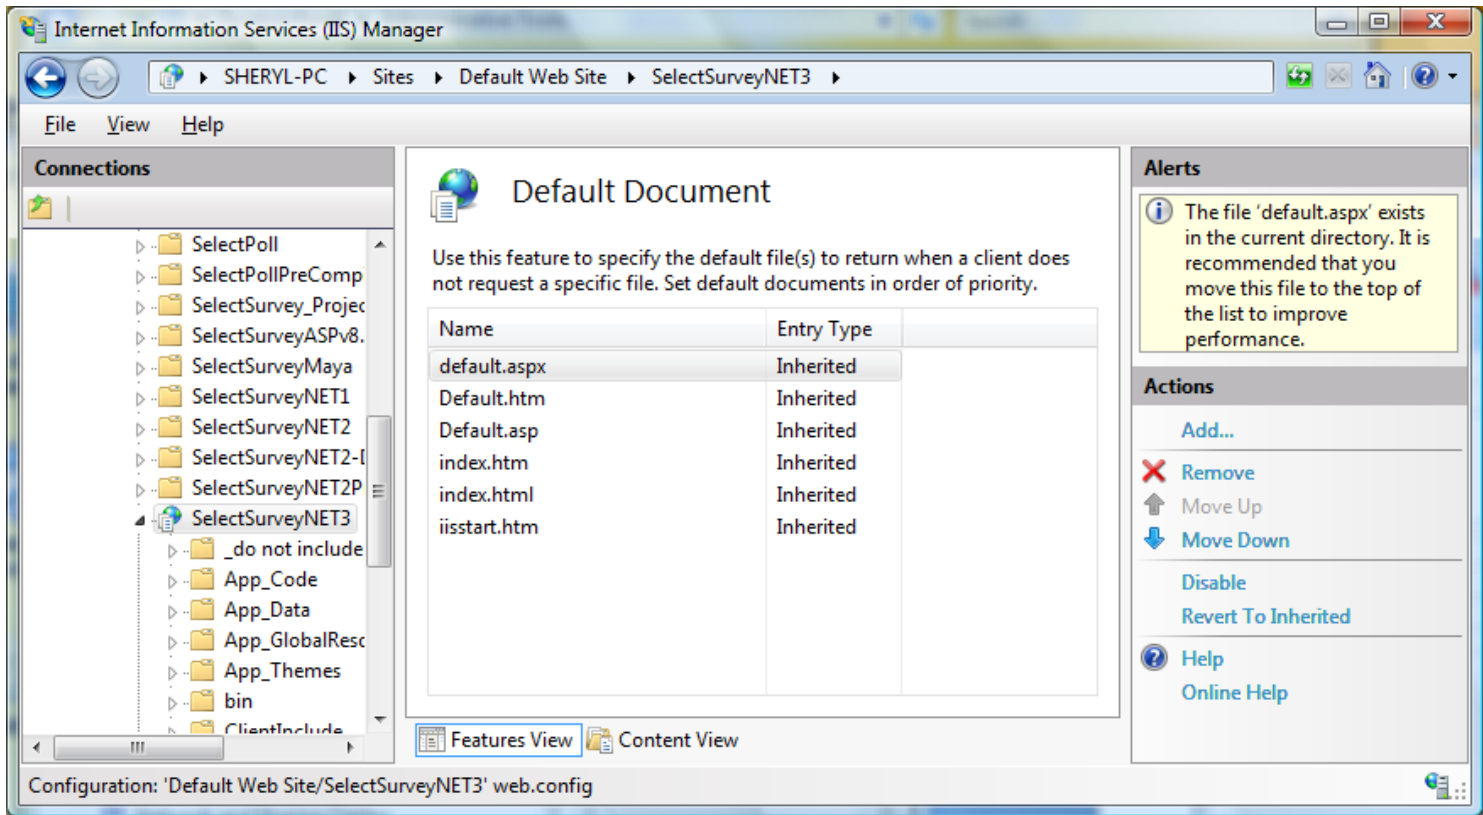 Internet Information Services (IIS) Manager
SHERYL-PC Sites Default Web Site SelectSurveyNET3
File View Help
Connections
SelectPoll
SelectPollPreComp
SelectSurvey_Projec
SelectSurveyASPv8.
SelectSurveyMaya
SelectSurveyNET1
SelectSurveyNET2
SelectSurveyNET2-D
SelectSurveyNET2P
SelectSurveyNET3
_do not include
App_Code
App_Data
App_GlobalResc
App_Themes
bin
ClientInclude
Default Document
Use this feature to specify the default file(s) to return when a client does
not request a specific file. Set default documents in order of priority.
Name Entry Type
default.aspx Inherited
Default.htm Inherited
Default.asp Inherited
index.htm Inherited
index.html Inherited
iisstart.htm Inherited
Features View Content View
Alerts
The file 'default.aspx' exists
in the current directory. It is
recommended that you
move this file to the top of
the list to improve
performance.
Actions
Add...
Remove
Move Up
Move Down
Disable
Revert To Inherited
Help
Online Help
Configuration: 'Default Web Site/SelectSurveyNET3' web.config